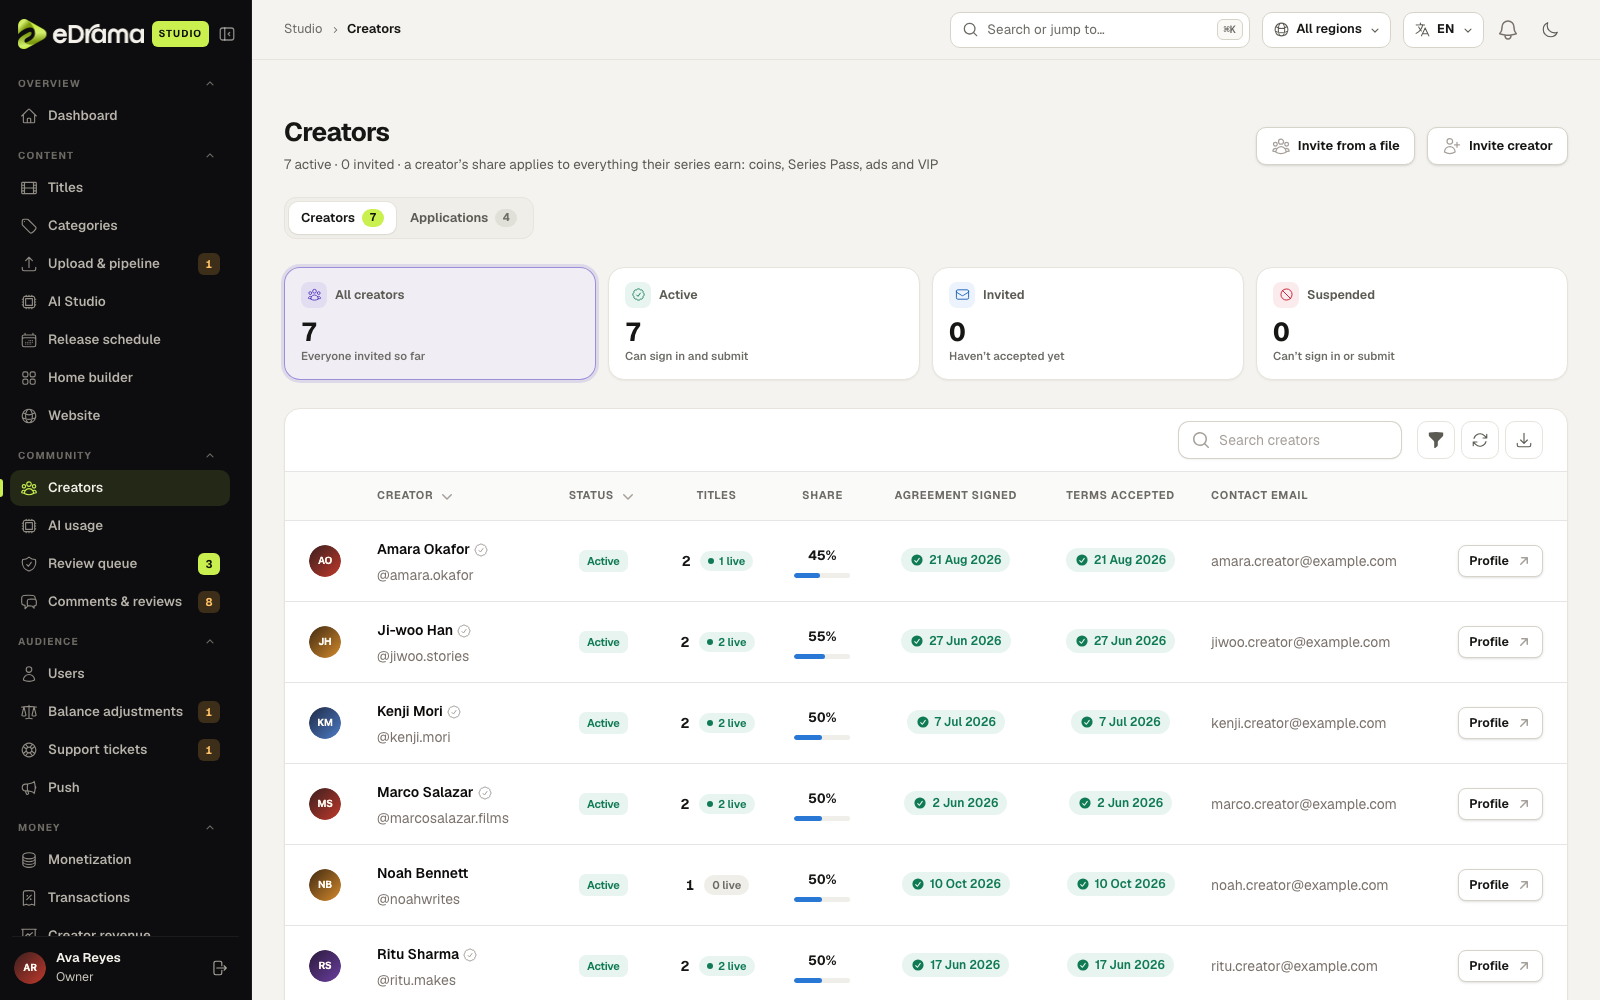 eDrama STUDIO
OVERVIEW
Dashboard
CONTENT
Titles
Categories
Upload & pipeline 1
AI Studio
Release schedule
Home builder
Website
COMMUNITY
Creators
AI usage
Review queue 3
Comments & reviews 8
AUDIENCE
Users
Balance adjustments 1
Support tickets 1
Push
MONEY
Monetization
Transactions
Creator revenue
AR Ava Reyes
Owner
Studio › Creators
Search or jump to… ⌘K
All regions
EN
Creators
7 active · 0 invited · a creator's share applies to everything their series earn: coins, Series Pass, ads and VIP
Invite from a file
Invite creator
Creators 7 Applications 4
All creators
7
Everyone invited so far
Active
7
Can sign in and submit
Invited
0
Haven't accepted yet
Suspended
0
Can't sign in or submit
Search creators
CREATOR STATUS TITLES SHARE AGREEMENT SIGNED TERMS ACCEPTED CONTACT EMAIL
AO Amara Okafor Active 2 1 live 45% 21 Aug 2026 21 Aug 2026 amara.creator@example.com Profile
@amara.okafor
JH Ji-woo Han Active 2 2 live 55% 27 Jun 2026 27 Jun 2026 jiwoo.creator@example.com Profile
@jiwoo.stories
KM Kenji Mori Active 2 2 live 50% 7 Jul 2026 7 Jul 2026 kenji.creator@example.com Profile
@kenji.mori
MS Marco Salazar Active 2 2 live 50% 2 Jun 2026 2 Jun 2026 marco.creator@example.com Profile
@marcosalazar.films
NB Noah Bennett Active 1 0 live 50% 10 Oct 2026 10 Oct 2026 noah.creator@example.com Profile
@noahwrites
RS Ritu Sharma Active 2 2 live 50% 17 Jun 2026 17 Jun 2026 ritu.creator@example.com Profile
@ritu.makes